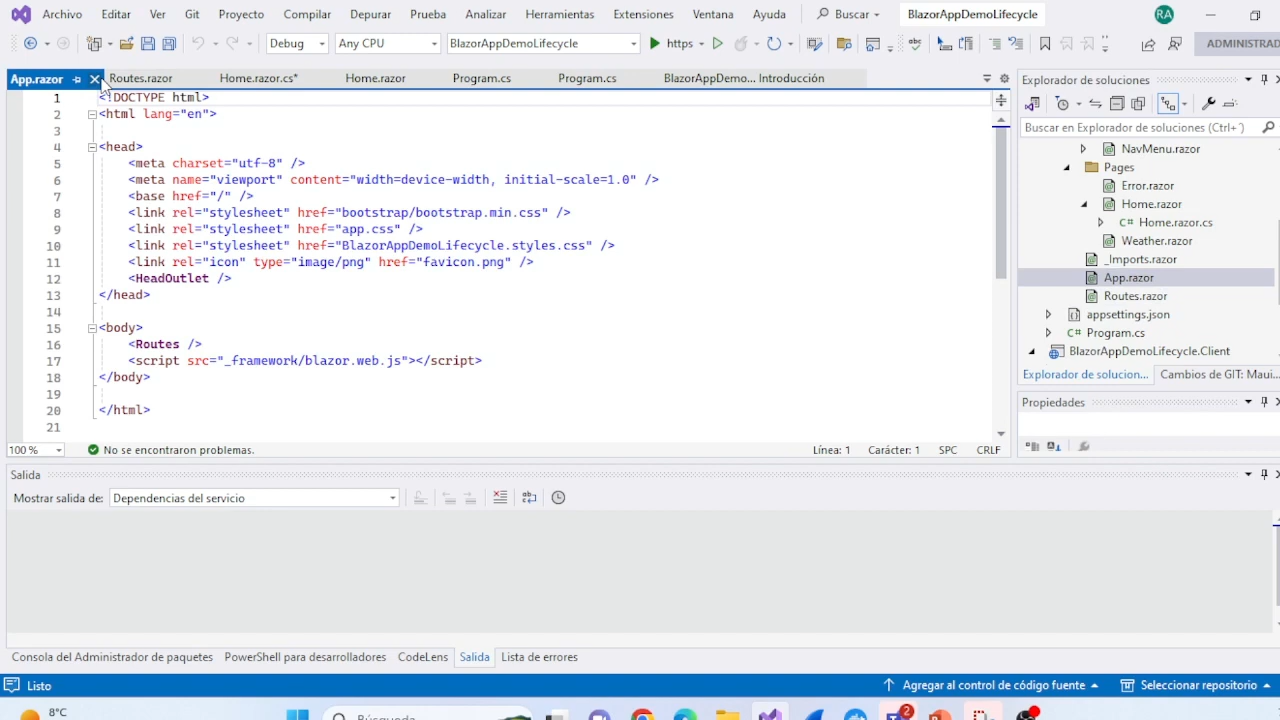 Archivo Editar Ver Git Proyecto Compilar Depurar Prueba Analizar Herramientas Extensiones Ventana Ayuda Buscar BlazorAppDemoLifecycle RA
Debug Any CPU BlazorAppDemoLifecycle https ADMINISTRAD
App.razor Routes.razor Home.razor.cs* Home.razor Program.cs Program.cs BlazorAppDemo... Introducción
1 <!DOCTYPE html>
2 <html lang="en">
3
4 <head>
5 <meta charset="utf-8" />
6 <meta name="viewport" content="width=device-width, initial-scale=1.0" />
7 <base href="/" />
8 <link rel="stylesheet" href="bootstrap/bootstrap.min.css" />
9 <link rel="stylesheet" href="app.css" />
10 <link rel="stylesheet" href="BlazorAppDemoLifecycle.styles.css" />
11 <link rel="icon" type="image/png" href="favicon.png" />
12 <HeadOutlet />
13 </head>
14
15 <body>
16 <Routes />
17 <script src="_framework/blazor.web.js"></script>
18 </body>
19
20 </html>
21
100 % No se encontraron problemas. Línea: 1 Carácter: 1 SPC CRLF
Explorador de soluciones
Buscar en Explorador de soluciones (Ctrl+´)
NavMenu.razor
Pages
Error.razor
Home.razor
C# Home.razor.cs
Weather.razor
_Imports.razor
App.razor
Routes.razor
appsettings.json
C# Program.cs
BlazorAppDemoLifecycle.Client
Explorador de solucion... Cambios de GIT: Maui...
Propiedades
Salida
Mostrar salida de: Dependencias del servicio
Consola del Administrador de paquetes PowerShell para desarrolladores CodeLens Salida Lista de errores
Listo Agregar al control de código fuente Seleccionar repositorio
8°C Búsqueda 2